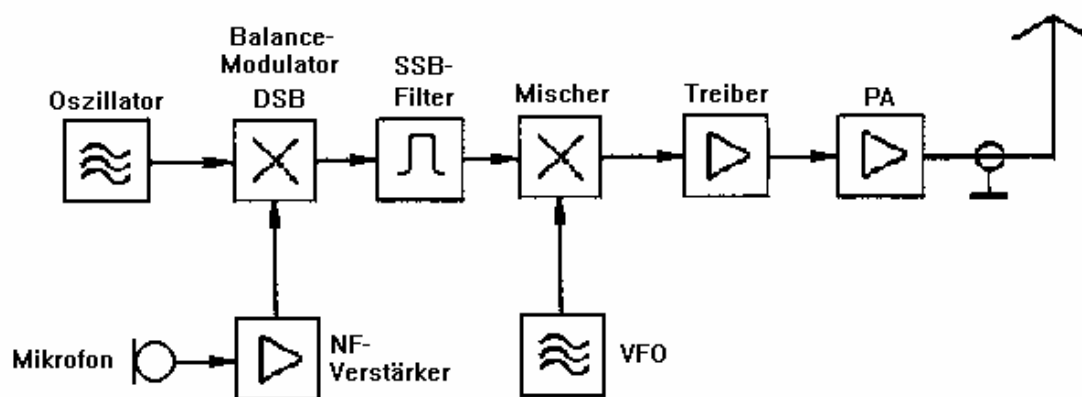 Balance-
Modulator
DSB
SSB-
Filter
Oszillator
Mischer
Treiber
PA
Mikrofon
NF-
Verstärker
VFO